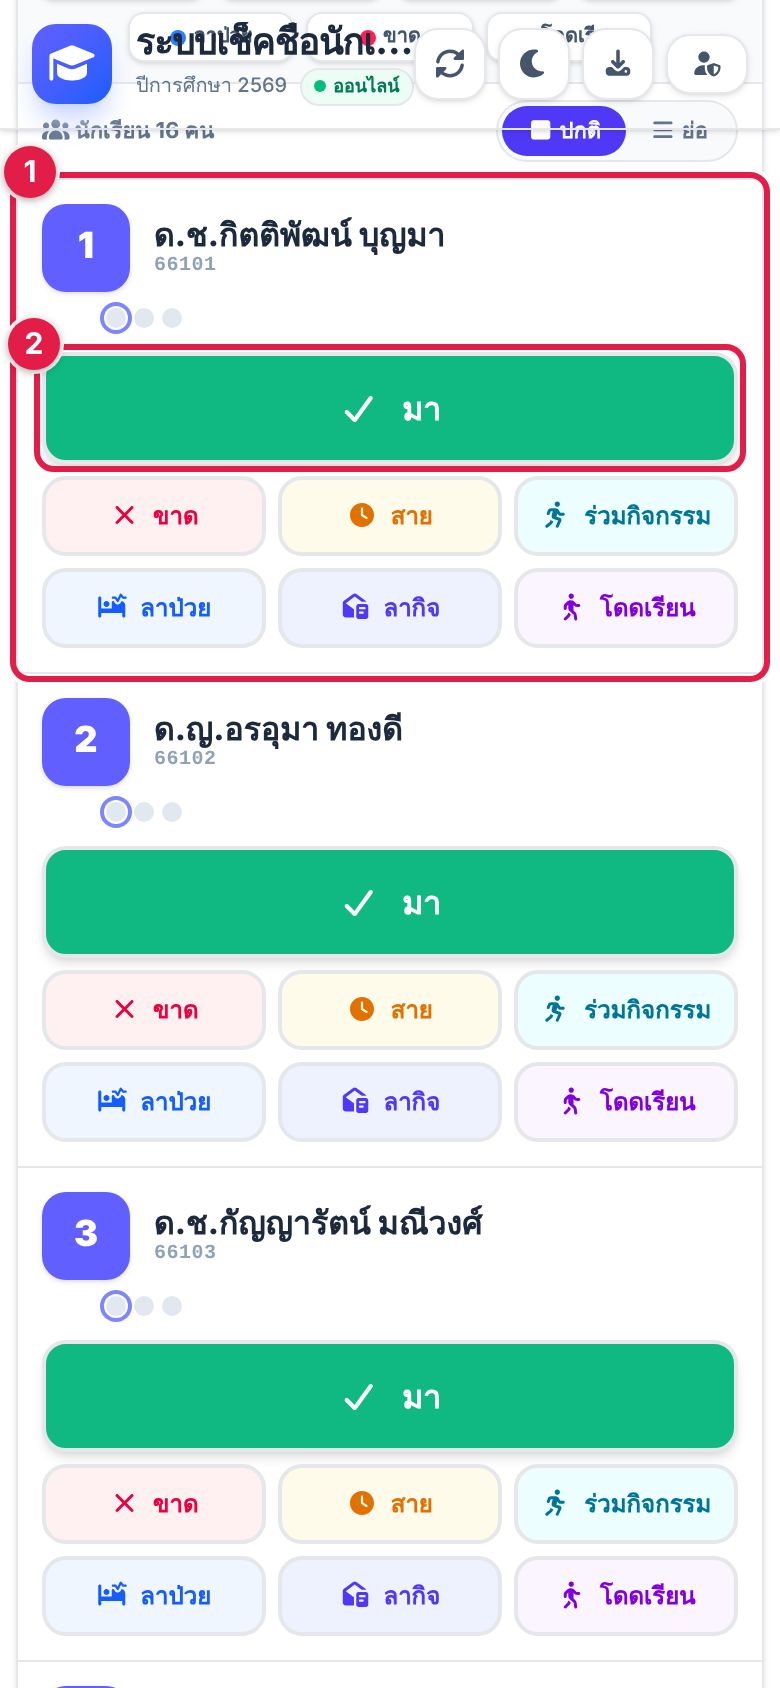 ระบบเช็คชื่อนักเ...
ปีการศึกษา 2569
ออนไลน์
ลาป่วย
ขาด
นักเรียน 16 คน
ปกติ
ย่อ
1
1
ด.ช.กิตติพัฒน์ บุญมา
66101
2
มา
ขาด
สาย
ร่วมกิจกรรม
ลาป่วย
ลากิจ
โดดเรียน
2
ด.ญ.อรอุมา ทองดี
66102
มา
ขาด
สาย
ร่วมกิจกรรม
ลาป่วย
ลากิจ
โดดเรียน
3
ด.ช.กัญญารัตน์ มณีวงศ์
66103
มา
ขาด
สาย
ร่วมกิจกรรม
ลาป่วย
ลากิจ
โดดเรียน